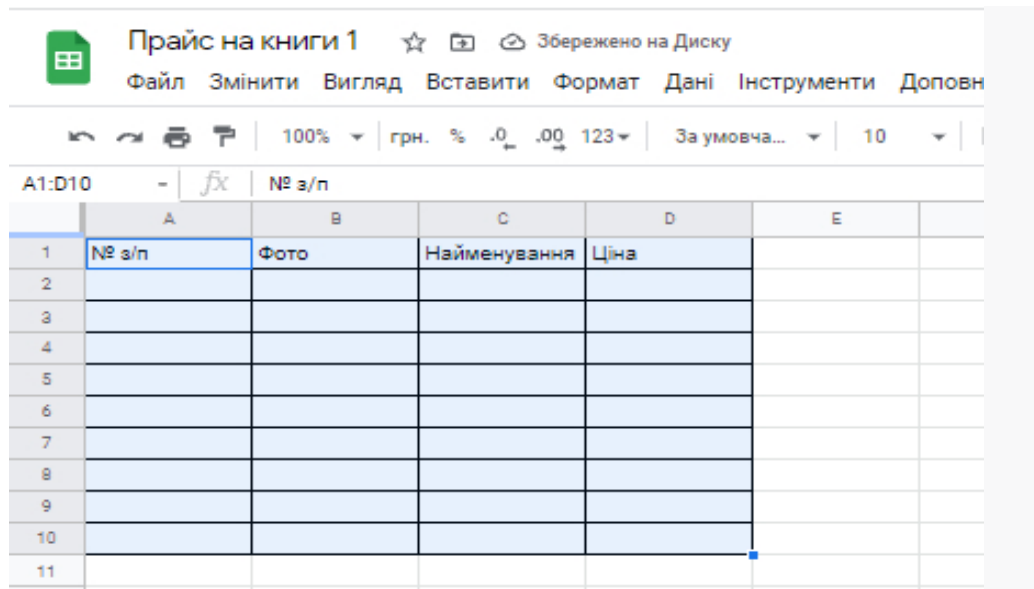 Прайс на книги 1 Збережено на Диску
Файл Змінити Вигляд Вставити Формат Дані Інструменти Доповн
100% грн. % .0 .00 123 За умовча... 10
A1:D10 fx № з/п
A B C D E
1 № з/п Фото Найменування Ціна
2
3
4
5
6
7
8
9
10
11